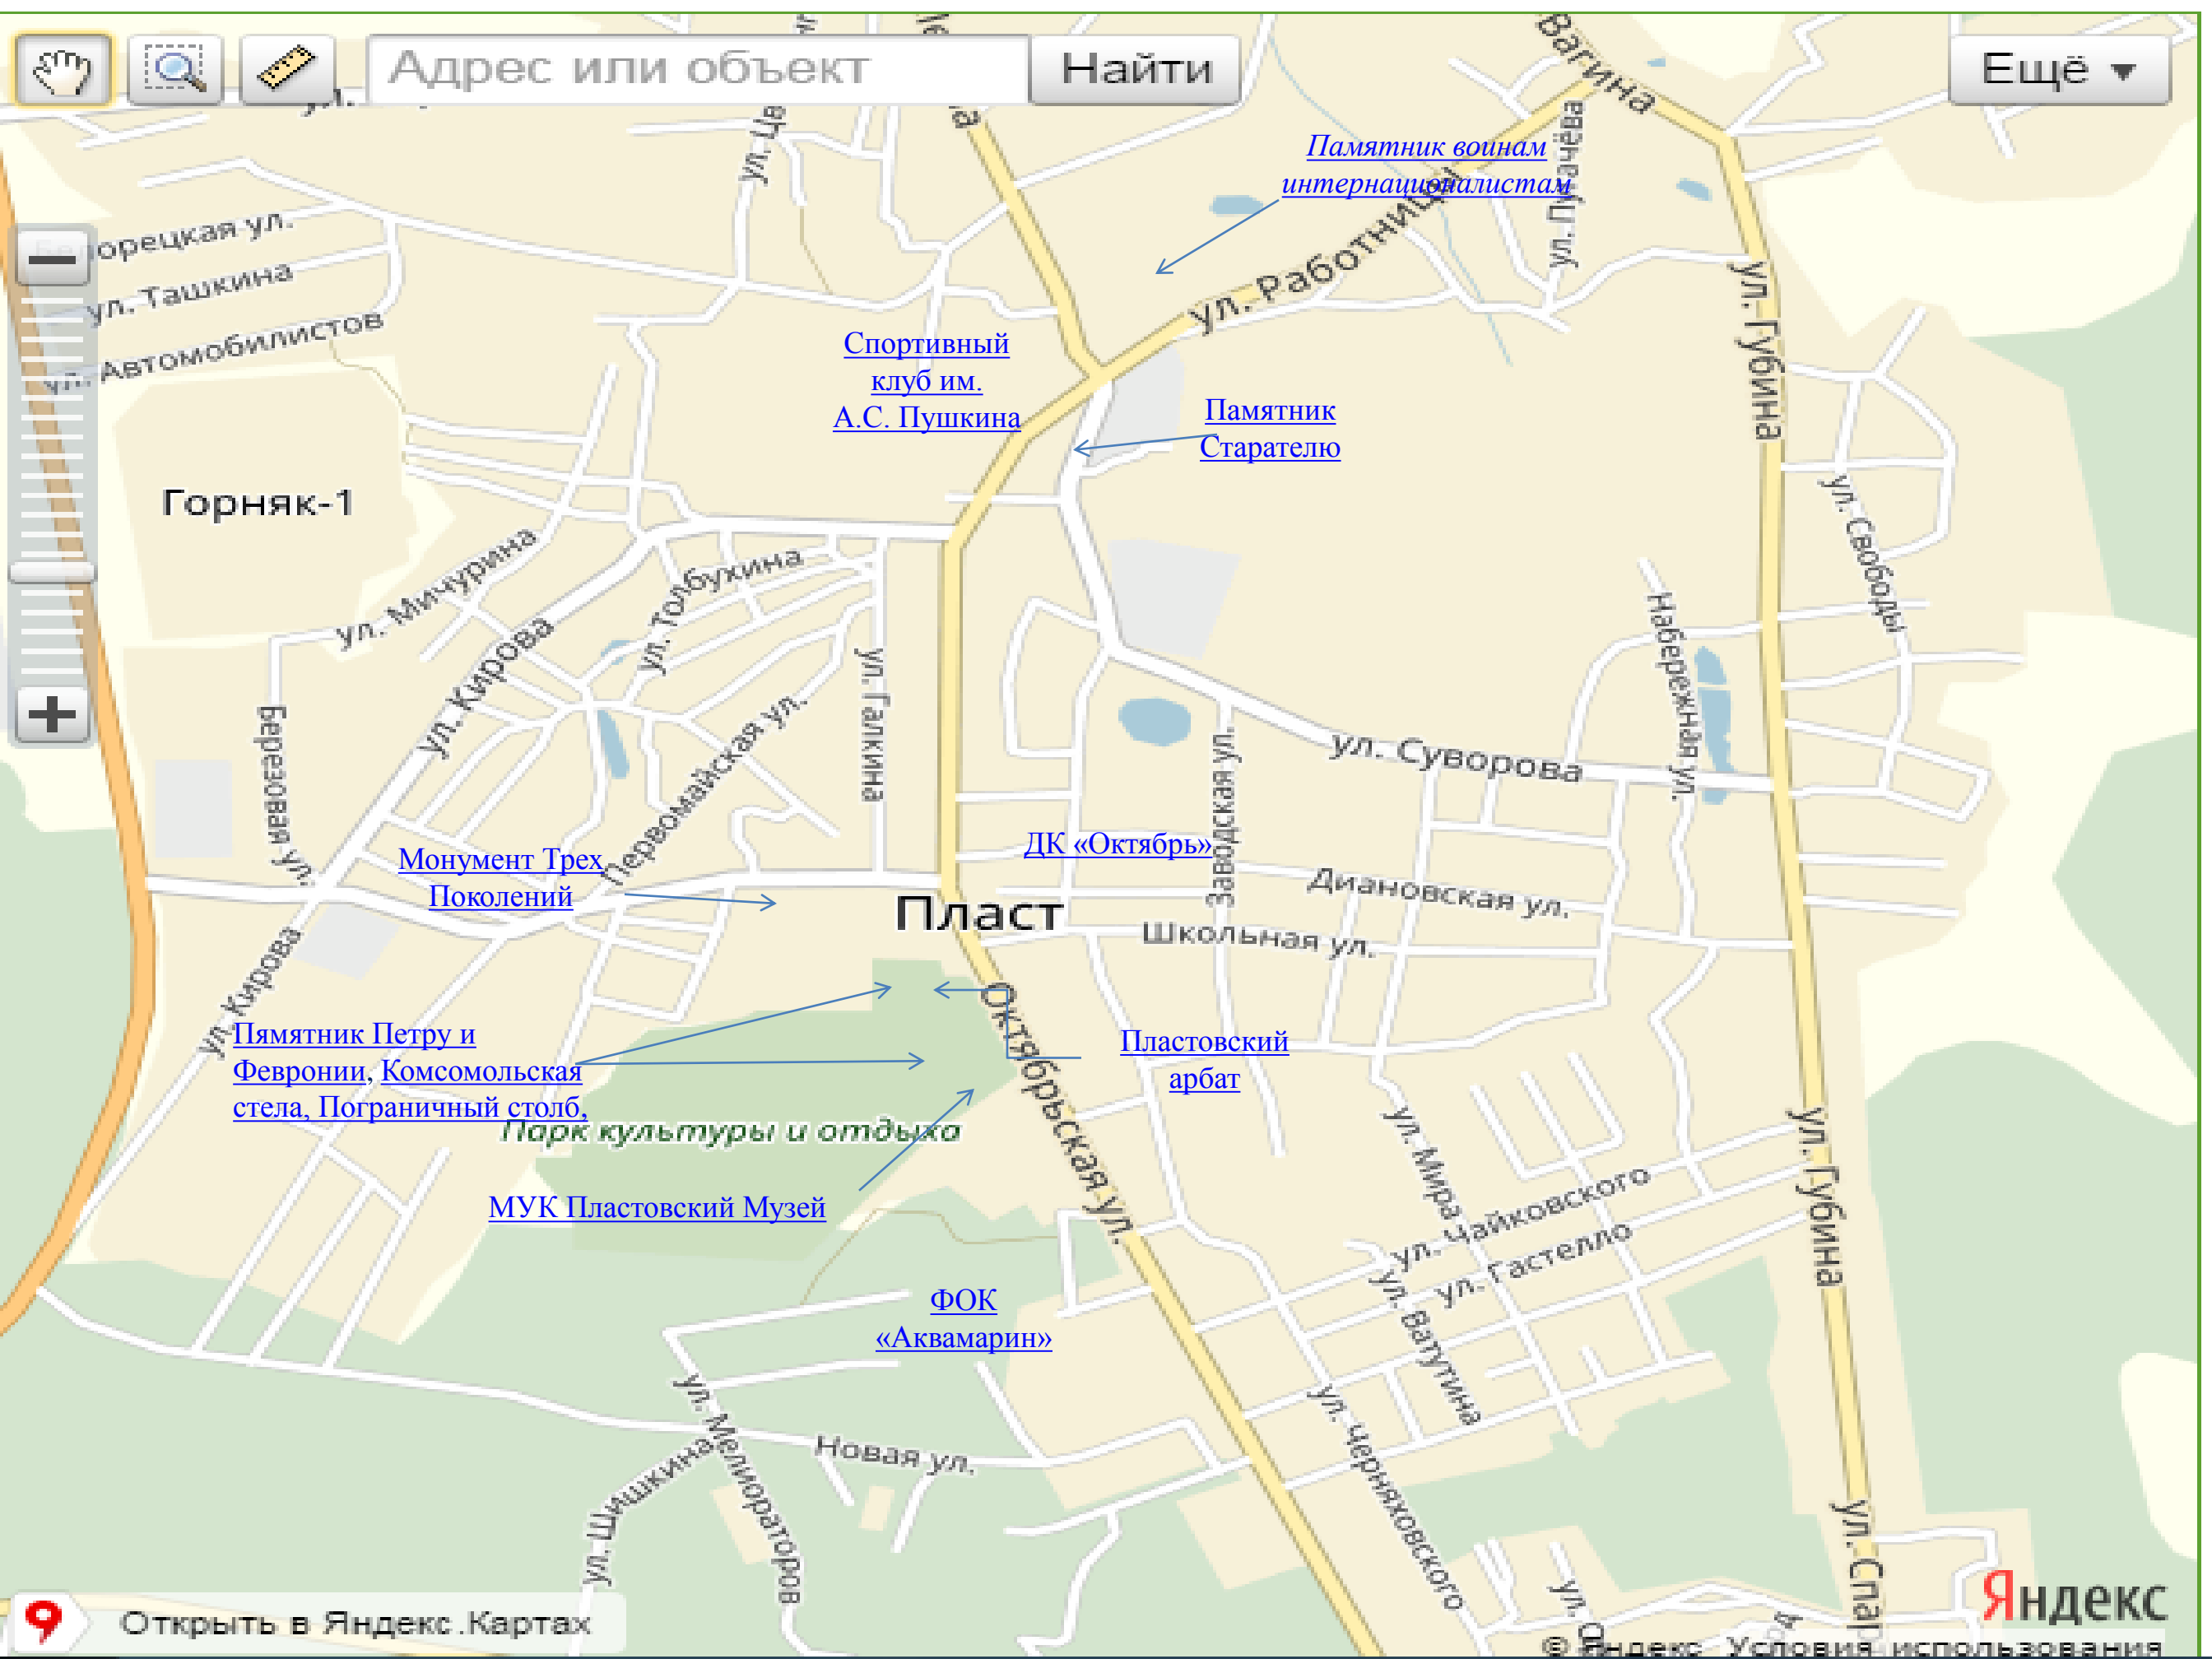 Адрес или объект
Найти
Ещё
Вагина
ул. Цв
Памятник воинам
интернационалистам
ул. Пугачёва
ул. Работницы
орецкая ул.
ул. Ташкина
ул. Автомобилистов
ул. Губина
Спортивный
клуб им.
А.С. Пушкина
Памятник
Старателю
Горняк-1
ул. Мичурина
ул. Толбухина
ул. Кирова
ул. Свободы
Набережная ул.
ул. Галкина
Березовая ул.
Первомайская ул.
Заводская ул.
ул. Суворова
ДК «Октябрь»
Монумент Трех
Поколений
Диановская ул.
Пласт
Школьная ул.
ул. Кирова
Октябрьская ул.
Пямятник Петру и
Февронии, Комсомольская
стела, Пограничный столб,
Пластовский
арбат
Парк культуры и отдыха
ул. Мира
ул. Губина
МУК Пластовский Музей
ул. Чайковского
ул. Гастелло
ул. Ватутина
ФОК
«Аквамарин»
ул. Мелиораторов
Новая ул.
ул. Шишкина
ул. Черняховского
ул. Спар
Открыть в Яндекс.Картах
Яндекс
© Яндекс Условия использования